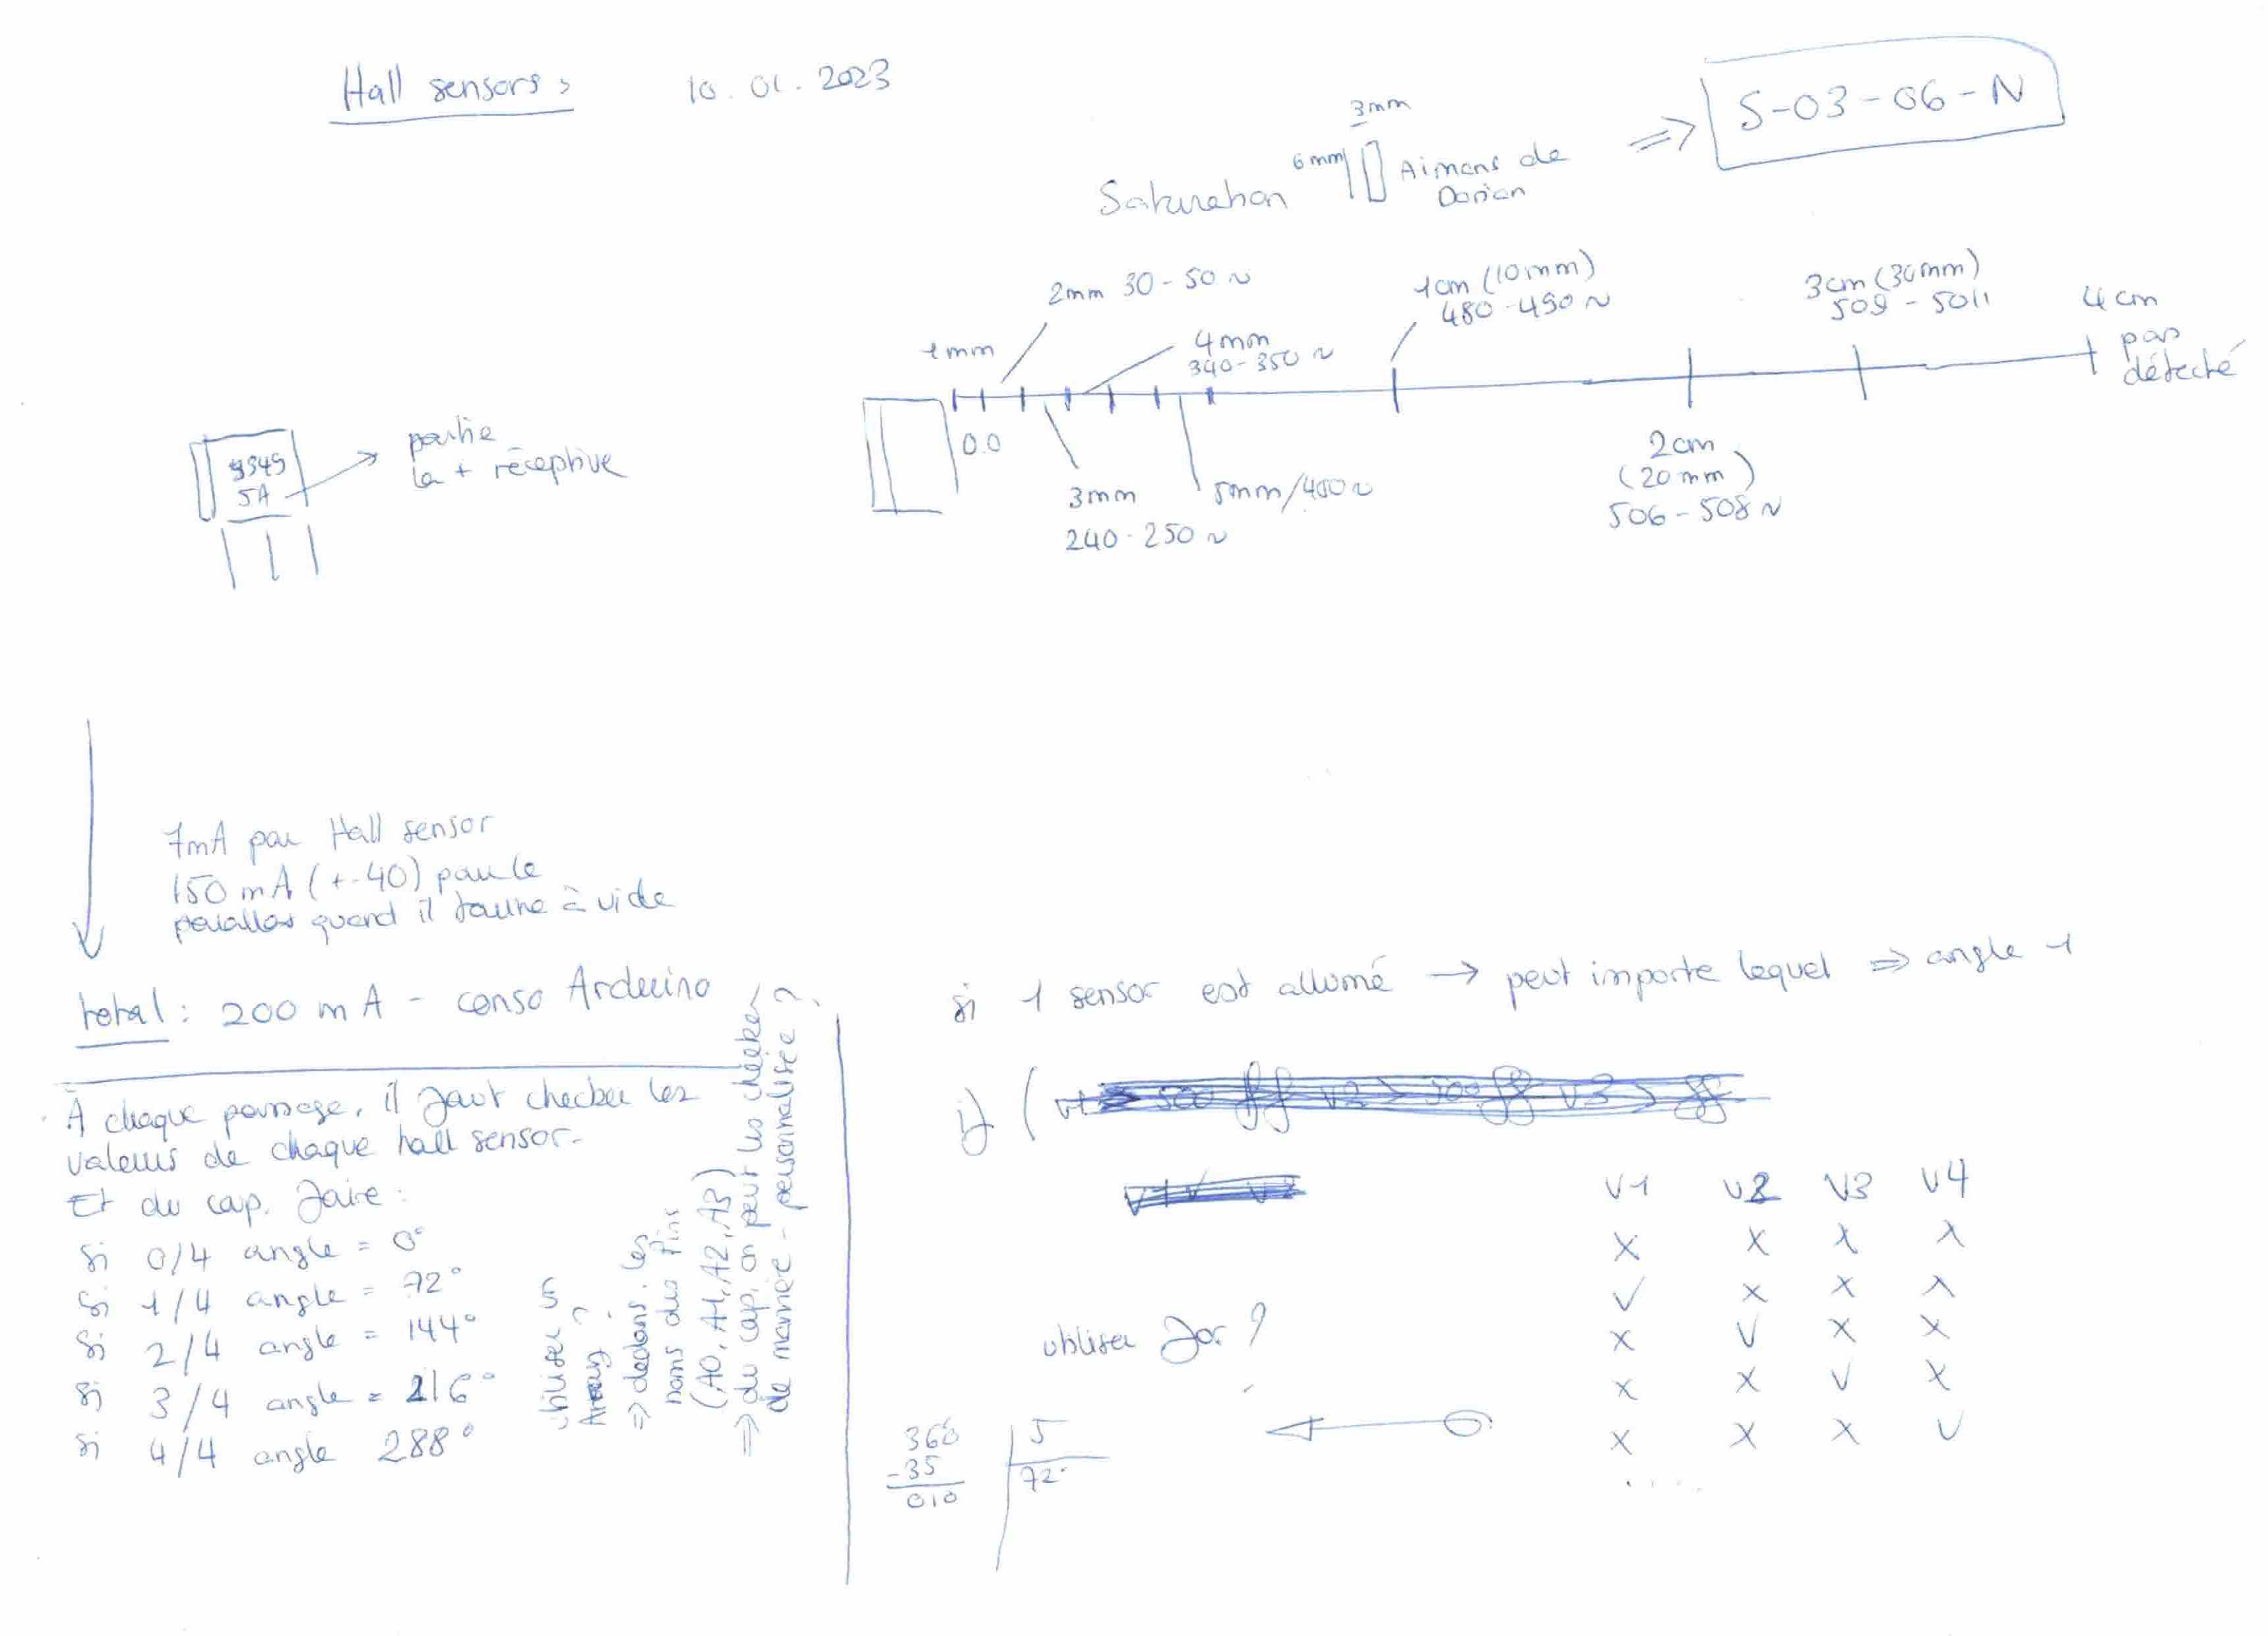 Hall sensors:
10.01.2023
3mm
6mm
Saturation
Aimans de
Dorian
=> S-03-06-N
1mm
2mm 30-50 ~
4mm
340-350 ~
1cm (10mm)
480-490 ~
3cm (30mm)
509-5011
4cm
pas
détecté
0.0
3mm
240-250 ~
5mm/400 ~
2cm
(20mm)
506-508 ~
5A
partie
la + réceptive
7mA par Hall sensor
150 mA (+-40) par le
quand il tourne à vide
total: 200 mA - conso Arduino
À chaque passage, il faut checker les
valeurs de chaque hall sensor.
Et du cap. faire:
si 0/4 angle = 0°
si 1/4 angle = 72°
si 2/4 angle = 144°
si 3/4 angle = 216°
si 4/4 angle 288°
utiliser
Array ?
=> dedans. les
noms des Pins
(A0, A1, A2, A3)
=> du cap, on peut les checker
de manière - personnalisée ?
si 1 sensor est allumé → peut importe lequel => angle 1
if (
V1 V2 V3 V4
X X X X
V X X X
X V X X
X X V X
X X X V
.....
utiliser for ?
360 | 5
-35 | 72°
010